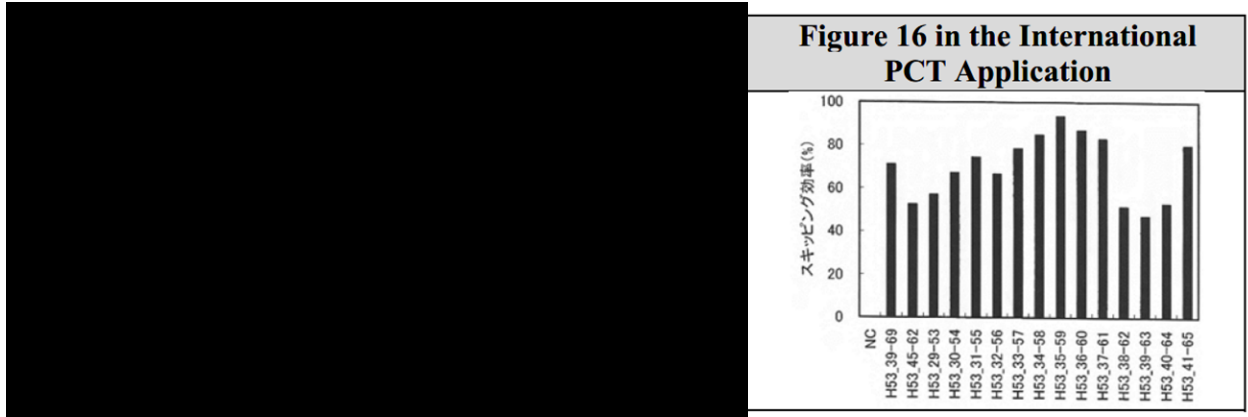 Figure 16 in the International
PCT Application
スキッピング効率(%)
100
80
60
40
20
0
NC
H53_39-69
H53_45-62
H53_29-53
H53_30-54
H53_31-55
H53_32-56
H53_33-57
H53_34-58
H53_35-59
H53_36-60
H53_37-61
H53_38-62
H53_39-63
H53_40-64
H53_41-65